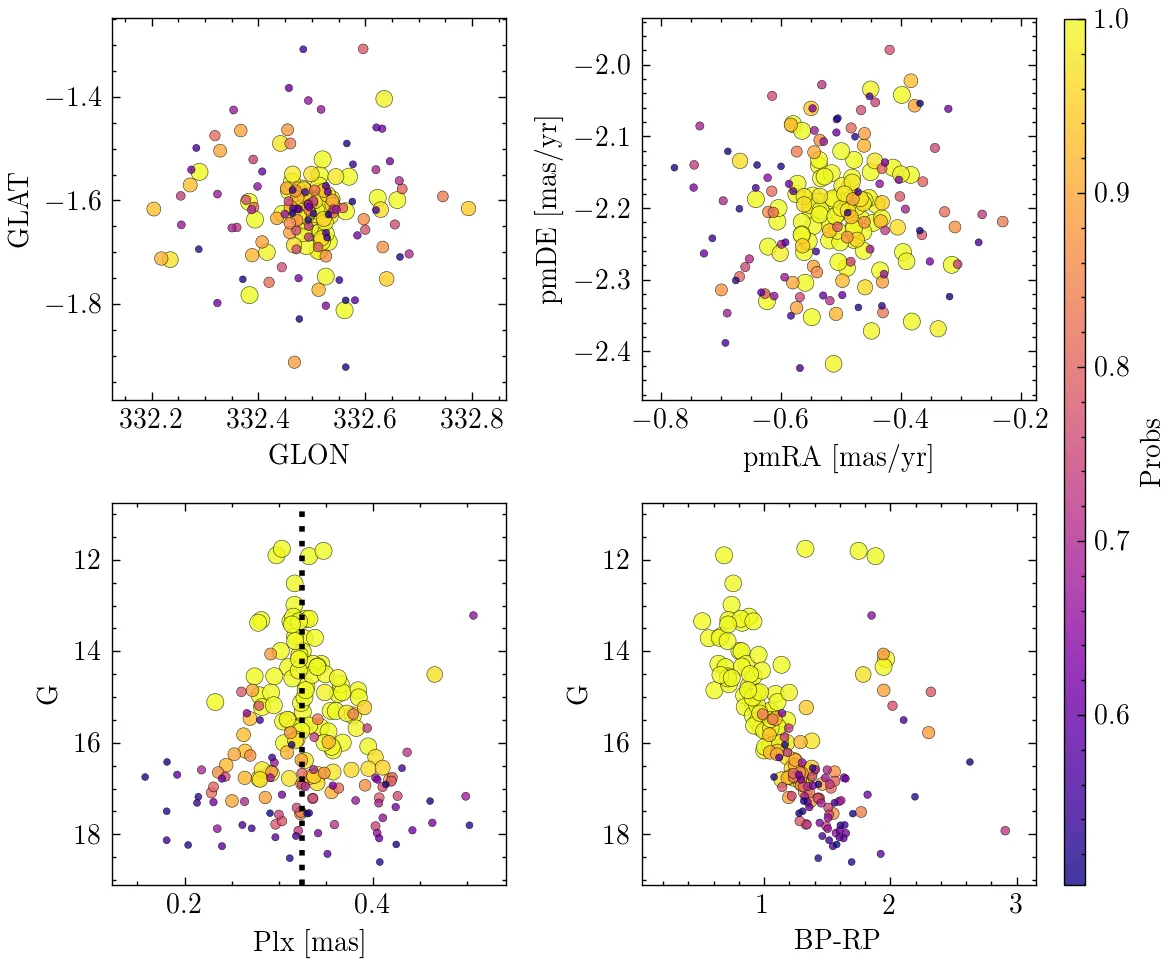 −1.4
−1.6
−1.8
GLAT
332.2 332.4 332.6 332.8
GLON
−2.0
−2.1
−2.2
−2.3
−2.4
pmDE [mas/yr]
−0.8 −0.6 −0.4 −0.2
pmRA [mas/yr]
12
14
16
18
G
0.2 0.4
Plx [mas]
12
14
16
18
G
1 2 3
BP-RP
1.0
0.9
0.8
0.7
0.6
Probs